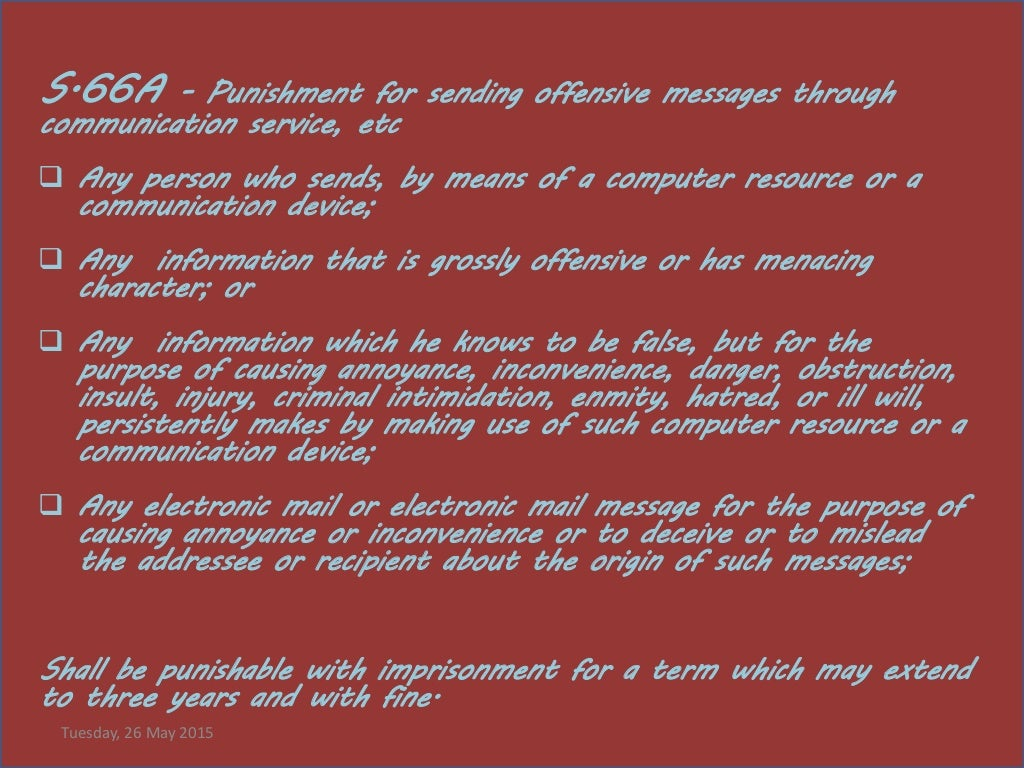 S.66A - Punishment for sending offensive messages through
communication service, etc
❑ Any person who sends, by means of a computer resource or a
communication device;
❑ Any information that is grossly offensive or has menacing
character; or
❑ Any information which he knows to be false, but for the
purpose of causing annoyance, inconvenience, danger, obstruction,
insult, injury, criminal intimidation, enmity, hatred, or ill will,
persistently makes by making use of such computer resource or a
communication device;
❑ Any electronic mail or electronic mail message for the purpose of
causing annoyance or inconvenience or to deceive or to mislead
the addressee or recipient about the origin of such messages;
Shall be punishable with imprisonment for a term which may extend
to three years and with fine.
Tuesday, 26 May 2015